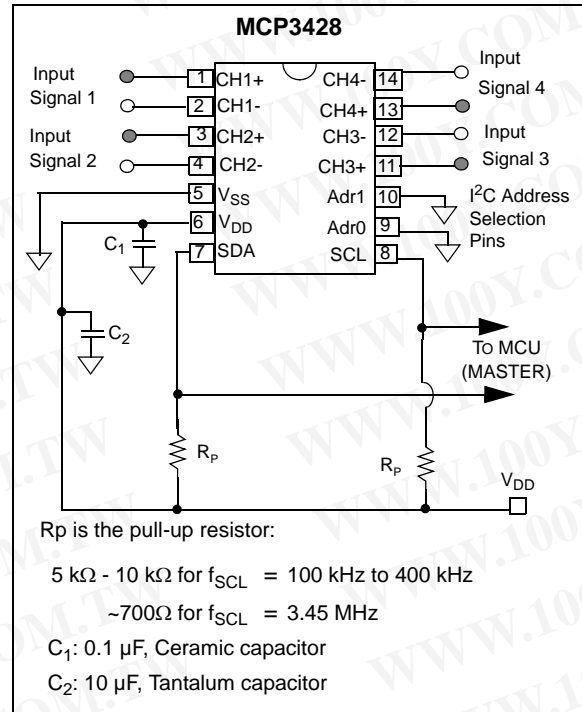 MCP3428
Input
Signal 1
Input
Signal 2
1 CH1+
2 CH1-
3 CH2+
4 CH2-
5 VSS
6 VDD
7 SDA
CH4- 14
CH4+ 13
CH3- 12
CH3+ 11
Adr1 10
Adr0 9
SCL 8
Input
Signal 4
Input
Signal 3
I²C Address
Selection
Pins
C₁
C₂
TO MCU
(MASTER)
RP
RP
VDD
Rp is the pull-up resistor:
5 kΩ - 10 kΩ for fSCL = 100 kHz to 400 kHz
~700Ω for fSCL = 3.45 MHz
C₁: 0.1 µF, Ceramic capacitor
C₂: 10 µF, Tantalum capacitor
WWW.100Y.COM.TW